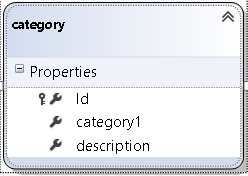 category
Properties
Id
category1
description